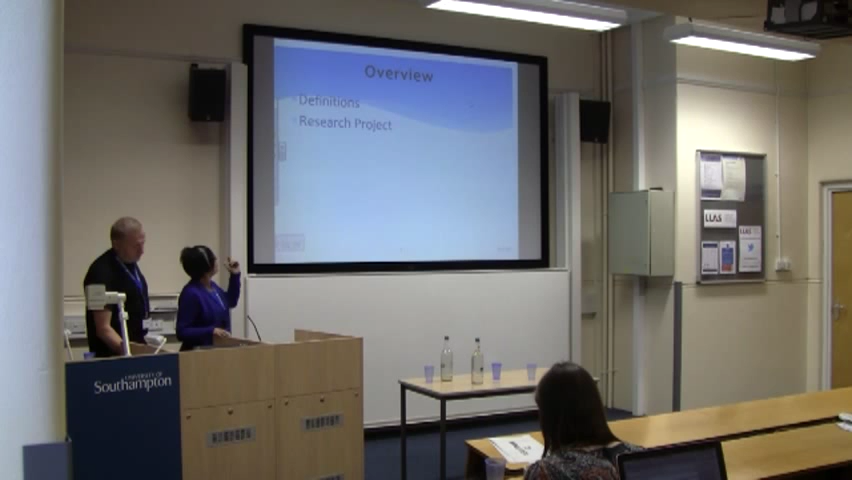 Overview
Definitions
Research Project
LLAS
UNIVERSITY OF
Southampton